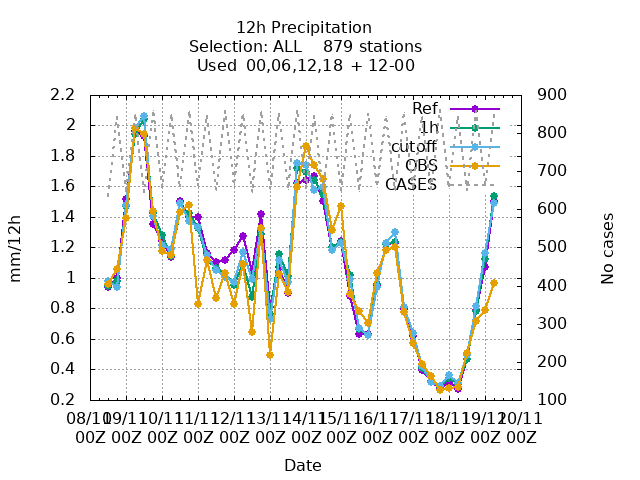 12h Precipitation
Selection: ALL    879 stations
Used  00,06,12,18  + 12-00
mm/12h
2.2
2
1.8
1.6
1.4
1.2
1
0.8
0.6
0.4
0.2
Ref
1h
cutoff
OBS
CASES
900
800
700
600
500
400
300
200
100
No cases
08/11 09/11 10/11 11/11 12/11 13/11 14/11 15/11 16/11 17/11 18/11 19/11 20/11
00Z 00Z 00Z 00Z 00Z 00Z 00Z 00Z 00Z 00Z 00Z 00Z 00Z
Date